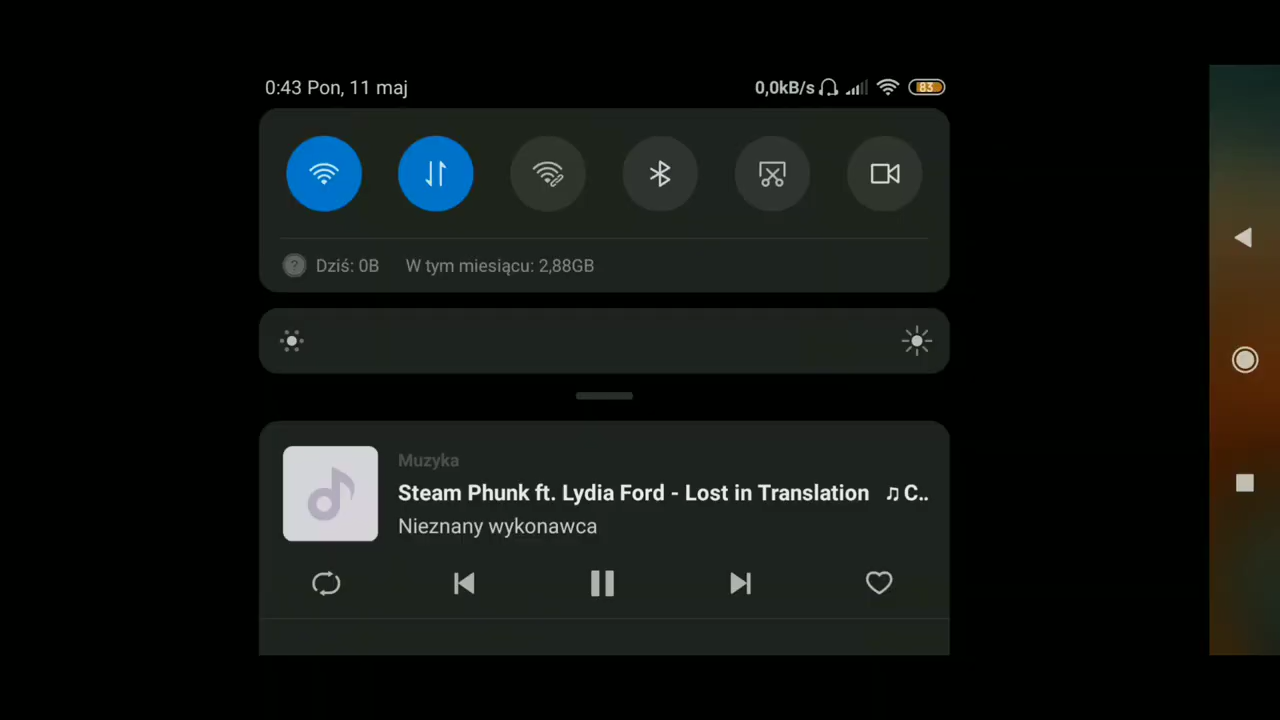 0:43 Pon, 11 maj
0,0kB/s
83
Dziś: 0B W tym miesiącu: 2,88GB
Muzyka
Steam Phunk ft. Lydia Ford - Lost in Translation ♫C..
Nieznany wykonawca